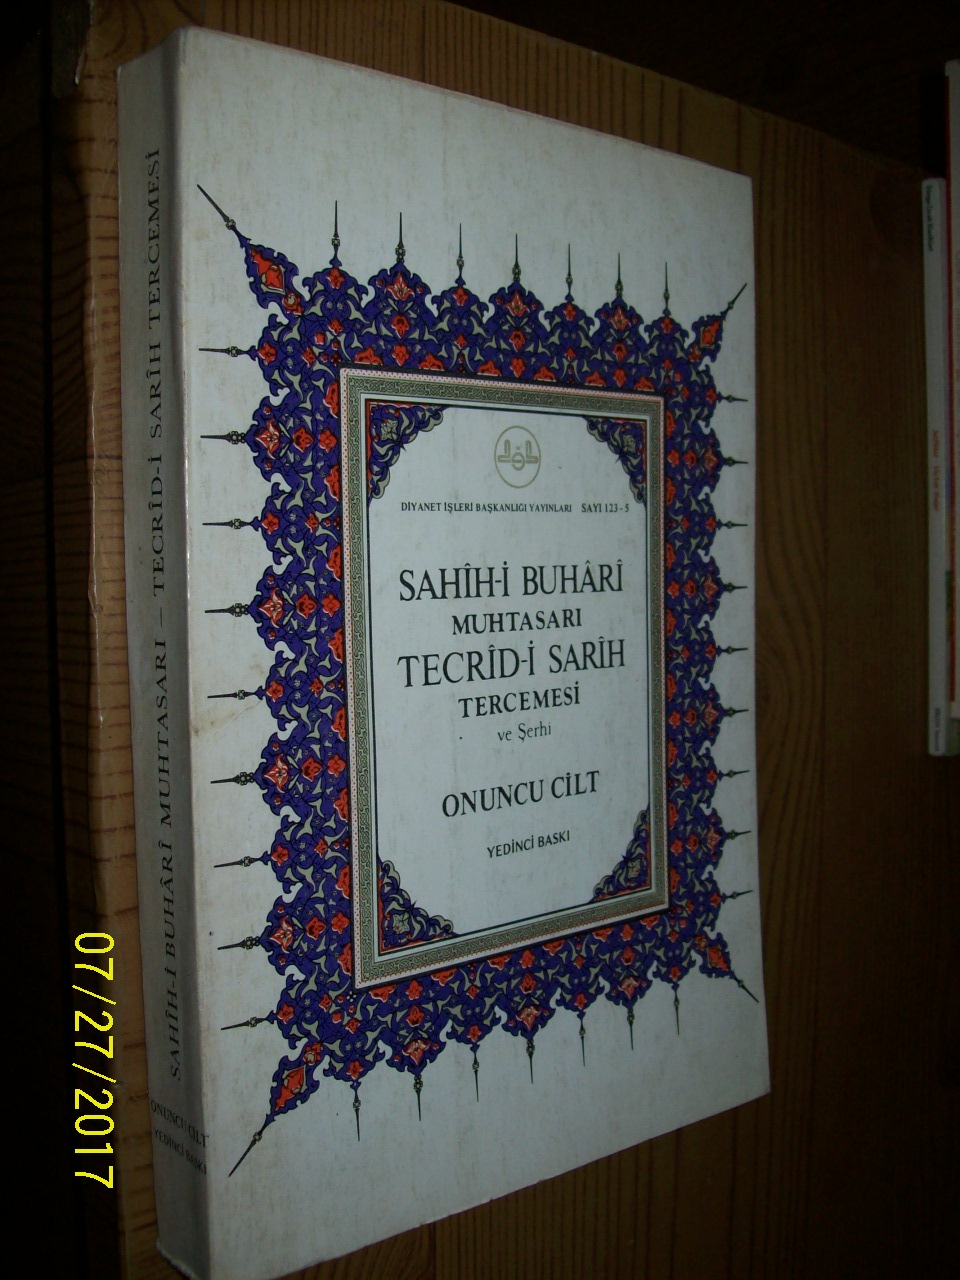 DİYANET İŞLERİ BAŞKANLIĞI YAYINLARI SAYI 123-5
SAHÎH-İ BUHÂRÎ
MUHTASARI
TECRÎD-İ SARÎH
TERCEMESİ
ve Şerhi
ONUNCU CİLT
YEDİNCİ BASKI
SAHÎH-İ BUHÂRÎ MUHTASARI – TECRÎD-İ SARÎH TERCEMESİ
ONUNCU CİLT
YEDİNCİ BASKI
07/27/2017